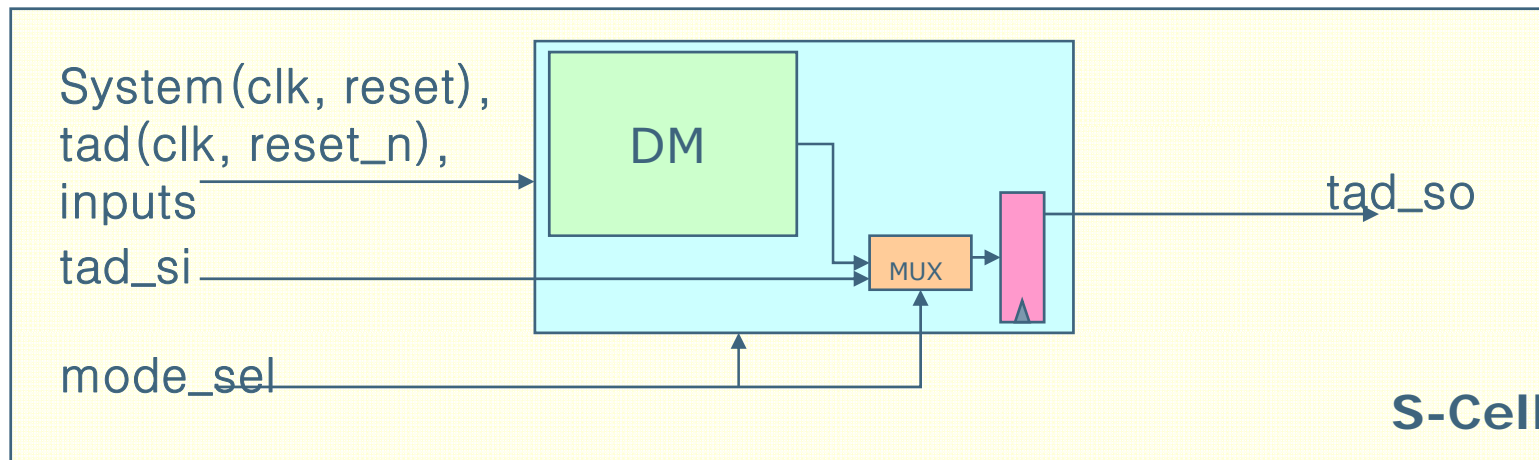 System(clk, reset),
tad(clk, reset_n),
inputs
tad_si
mode_sel
DM
MUX
tad_so
S-Cell